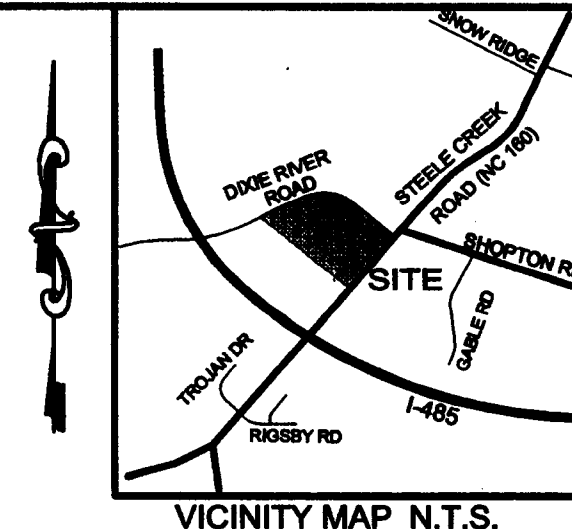 SNOW RIDGE
STEELE CREEK
ROAD (NC 160)
DIXIE RIVER
ROAD
SHOPTON R
SITE
GABLE RD
TROJAN DR
I-485
RIGSBY RD
VICINITY MAP N.T.S.